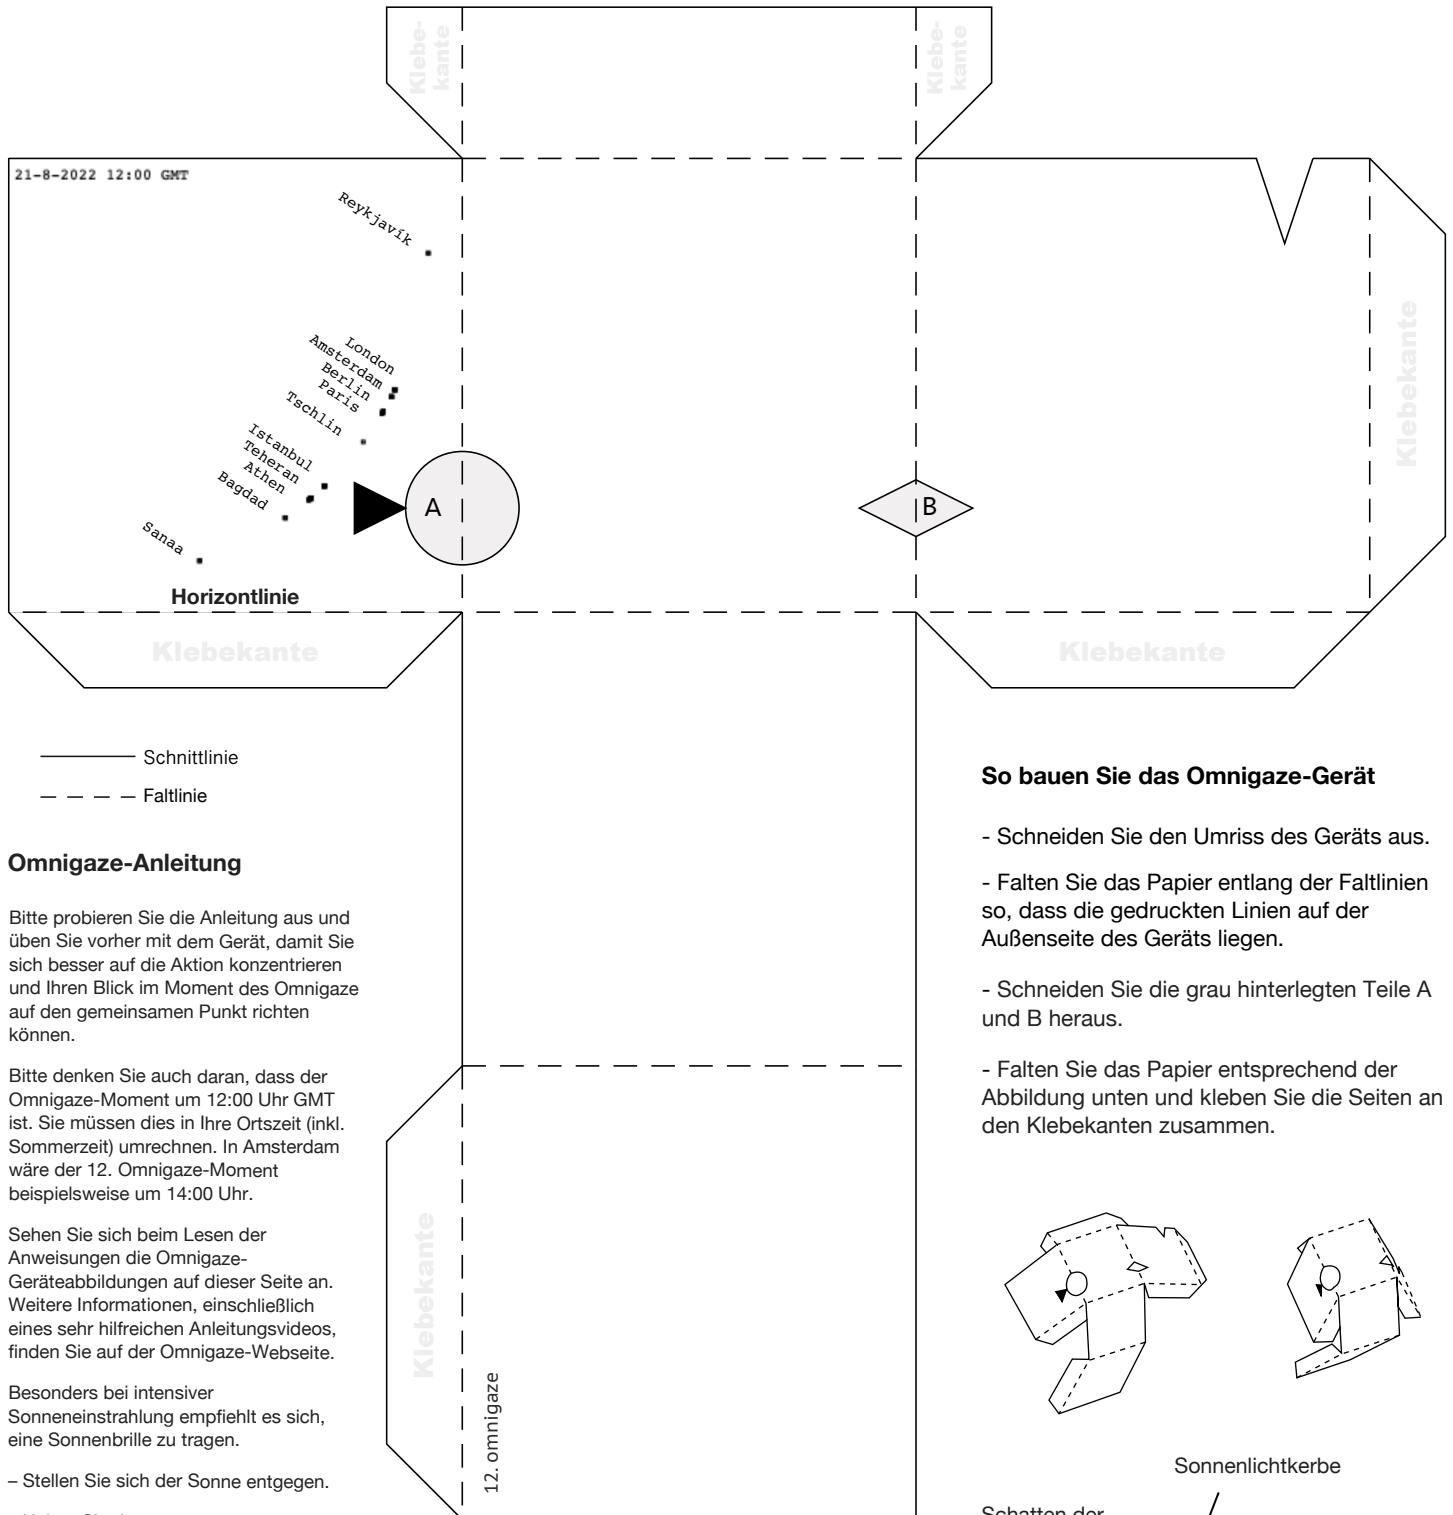 Klebe-
kante
Klebe-
kante
21-8-2022 12:00 GMT
Reykjavík
London
Amsterdam
Berlin
Paris
Tschlin
Istanbul
Teheran
Athen
Bagdad
Sanaa
A
B
Klebekante
Horizontlinie
Klebekante
Klebekante
Schnittlinie
Faltlinie
Omnigaze-Anleitung
Bitte probieren Sie die Anleitung aus und
üben Sie vorher mit dem Gerät, damit Sie
sich besser auf die Aktion konzentrieren
und Ihren Blick im Moment des Omnigaze
auf den gemeinsamen Punkt richten
können.
Bitte denken Sie auch daran, dass der
Omnigaze-Moment um 12:00 Uhr GMT
ist. Sie müssen dies in Ihre Ortszeit (inkl.
Sommerzeit) umrechnen. In Amsterdam
wäre der 12. Omnigaze-Moment
beispielsweise um 14:00 Uhr.
Sehen Sie sich beim Lesen der
Anweisungen die Omnigaze-
Geräteabbildungen auf dieser Seite an.
Weitere Informationen, einschließlich
eines sehr hilfreichen Anleitungsvideos,
finden Sie auf der Omnigaze-Webseite.
Besonders bei intensiver
Sonneneinstrahlung empfiehlt es sich,
eine Sonnenbrille zu tragen.
– Stellen Sie sich der Sonne entgegen.
Klebekante
12. omnigaze
So bauen Sie das Omnigaze-Gerät
- Schneiden Sie den Umriss des Geräts aus.
- Falten Sie das Papier entlang der Faltlinien
so, dass die gedruckten Linien auf der
Außenseite des Geräts liegen.
- Schneiden Sie die grau hinterlegten Teile A
und B heraus.
- Falten Sie das Papier entsprechend der
Abbildung unten und kleben Sie die Seiten an
den Klebekanten zusammen.
Sonnenlichtkerbe
Schatten der